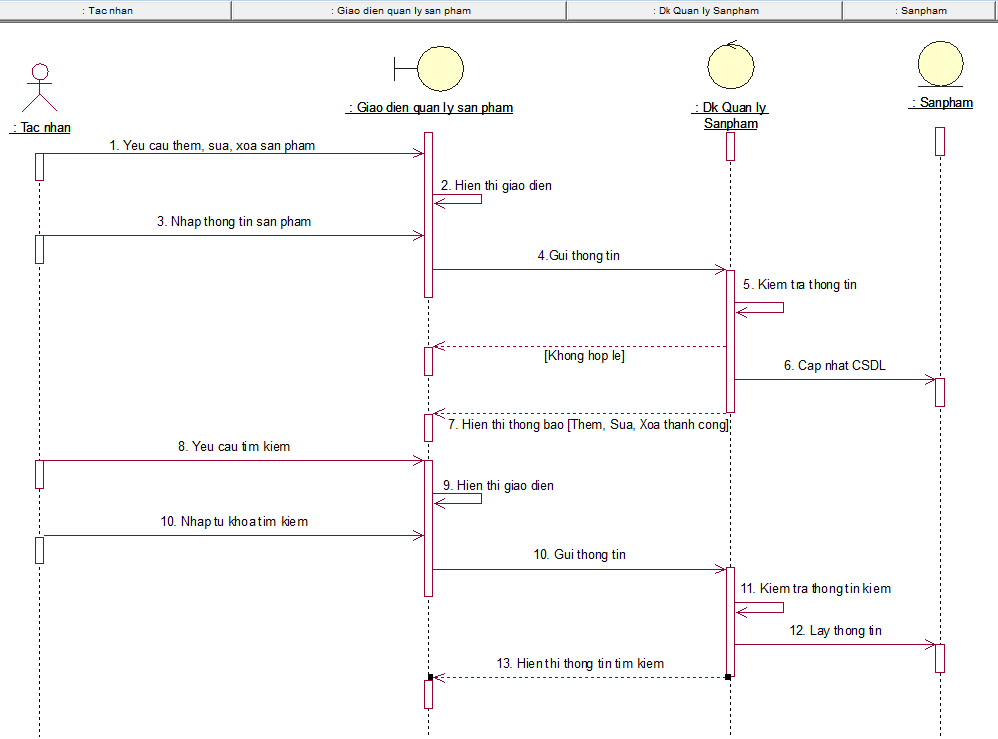 : Tac nhan
: Giao dien quan ly san pham
: Dk Quan ly Sanpham
: Sanpham
: Tac nhan
: Giao dien quan ly san pham
: Dk Quan ly
Sanpham
: Sanpham
1. Yeu cau them, sua, xoa san pham
2. Hien thi giao dien
3. Nhap thong tin san pham
4.Gui thong tin
5. Kiem tra thong tin
[Khong hop le]
6. Cap nhat CSDL
7. Hien thi thong bao [Them, Sua, Xoa thanh cong]
8. Yeu cau tim kiem
9. Hien thi giao dien
10. Nhap tu khoa tim kiem
10. Gui thong tin
11. Kiem tra thong tin kiem
12. Lay thong tin
13. Hien thi thong tin tim kiem